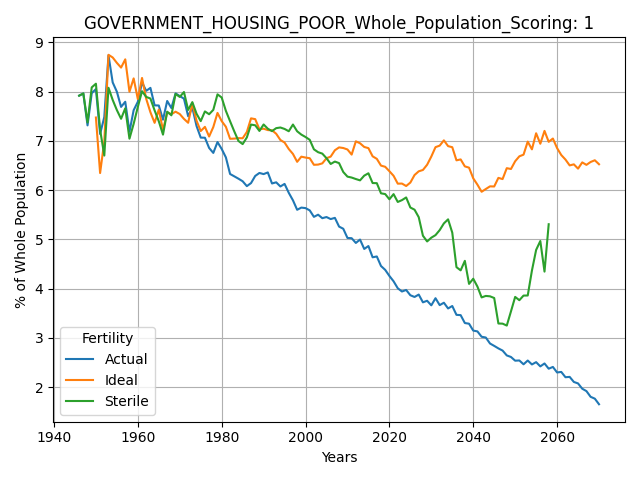 GOVERNMENT_HOUSING_POOR_Whole_Population_Scoring: 1
9
8
7
6
5
4
3
2
% of Whole Population
Fertility
Actual
Ideal
Sterile
1940 1960 1980 2000 2020 2040 2060
Years